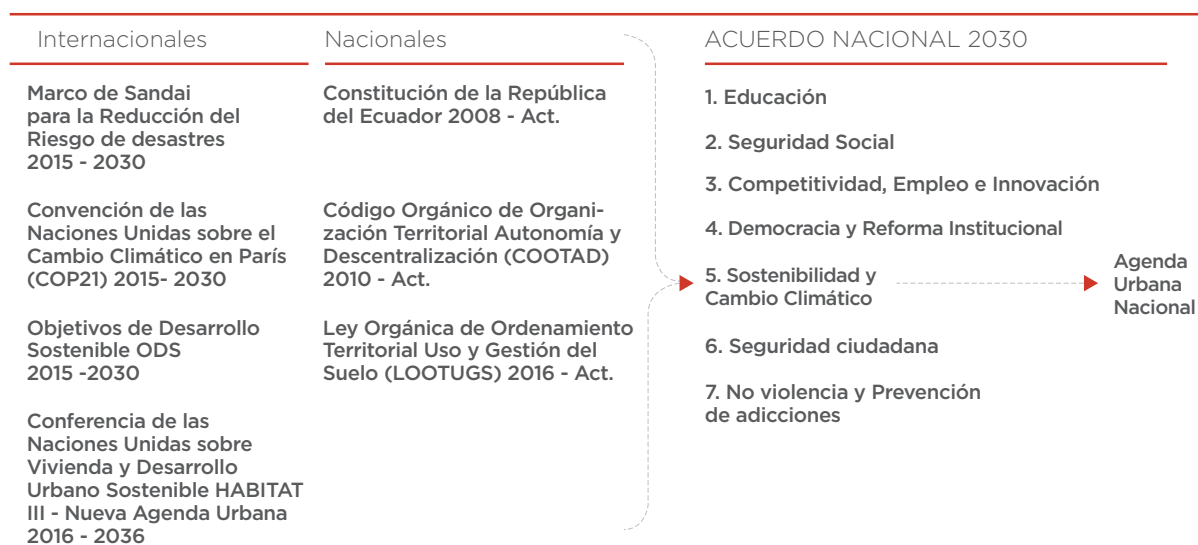 Internacionales
Marco de Sandai
para la Reducción del
Riesgo de desastres
2015 - 2030
Convención de las
Naciones Unidas sobre el
Cambio Climático en París
(COP21) 2015- 2030
Objetivos de Desarrollo
Sostenible ODS
2015 -2030
Conferencia de las
Naciones Unidas sobre
Vivienda y Desarrollo
Urbano Sostenible HABITAT
III - Nueva Agenda Urbana
2016 - 2036
Nacionales
Constitución de la República
del Ecuador 2008 - Act.
Código Orgánico de Organi-
zación Territorial Autonomía y
Descentralización (COOTAD)
2010 - Act.
Ley Orgánica de Ordenamiento
Territorial Uso y Gestión del
Suelo (LOOTUGS) 2016 - Act.
ACUERDO NACIONAL 2030
1. Educación
2. Seguridad Social
3. Competitividad, Empleo e Innovación
4. Democracia y Reforma Institucional
5. Sostenibilidad y
Cambio Climático
6. Seguridad ciudadana
7. No violencia y Prevención
de adicciones
Agenda
Urbana
Nacional